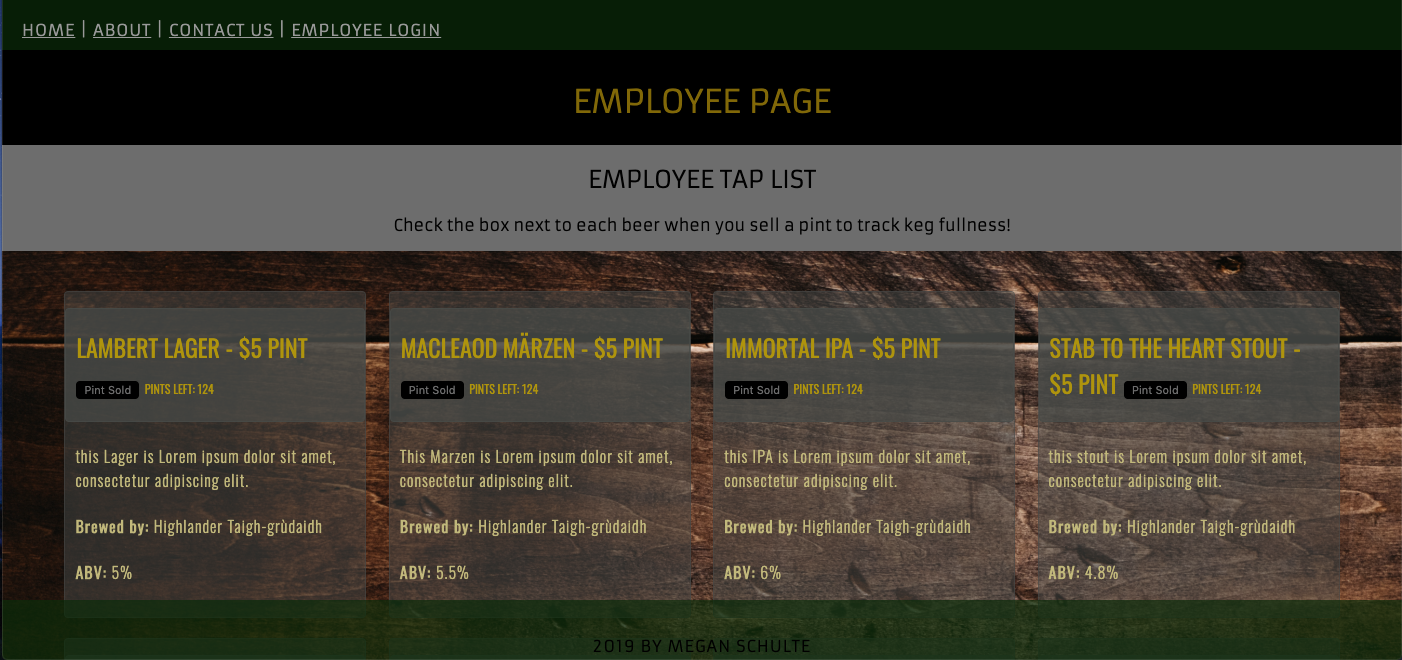 HOME | ABOUT | CONTACT US | EMPLOYEE LOGIN
EMPLOYEE PAGE
EMPLOYEE TAP LIST
Check the box next to each beer when you sell a pint to track keg fullness!
LAMBERT LAGER - $5 PINT
Pint Sold PINTS LEFT: 124
this Lager is Lorem ipsum dolor sit amet,
consectetur adipiscing elit.
Brewed by: Highlander Taigh-grùdaidh
ABV: 5%
MACLEAOD MÄRZEN - $5 PINT
Pint Sold PINTS LEFT: 124
This Marzen is Lorem ipsum dolor sit amet,
consectetur adipiscing elit.
Brewed by: Highlander Taigh-grùdaidh
ABV: 5.5%
IMMORTAL IPA - $5 PINT
Pint Sold PINTS LEFT: 124
this IPA is Lorem ipsum dolor sit amet,
consectetur adipiscing elit.
Brewed by: Highlander Taigh-grùdaidh
ABV: 6%
STAB TO THE HEART STOUT -
$5 PINT Pint Sold PINTS LEFT: 124
this stout is Lorem ipsum dolor sit amet,
consectetur adipiscing elit.
Brewed by: Highlander Taigh-grùdaidh
ABV: 4.8%
2019 BY MEGAN SCHULTE